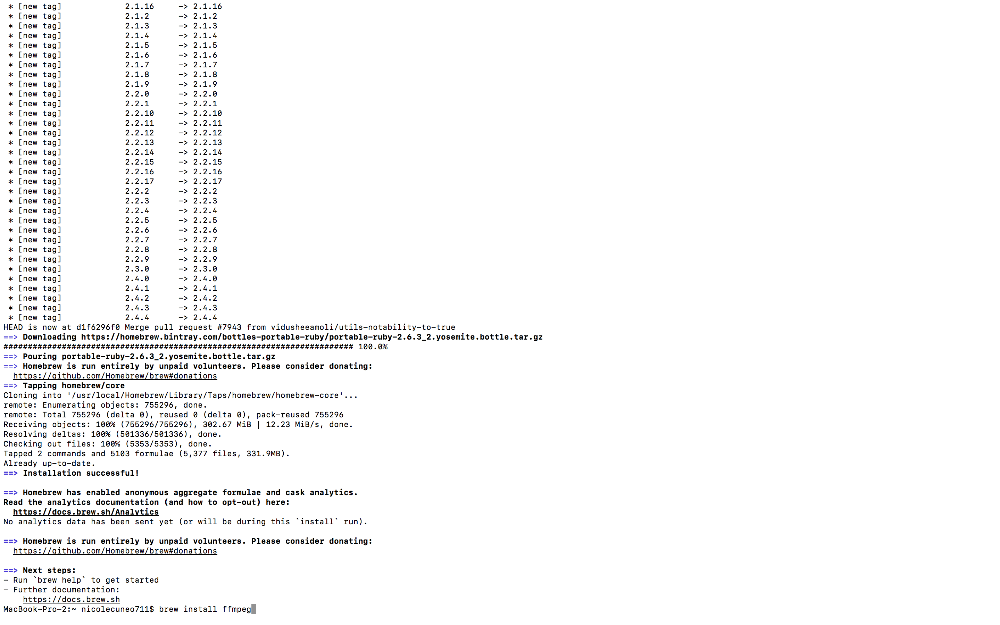 * [new tag] 2.1.16 -> 2.1.16
* [new tag] 2.1.2 -> 2.1.2
* [new tag] 2.1.3 -> 2.1.3
* [new tag] 2.1.4 -> 2.1.4
* [new tag] 2.1.5 -> 2.1.5
* [new tag] 2.1.6 -> 2.1.6
* [new tag] 2.1.7 -> 2.1.7
* [new tag] 2.1.8 -> 2.1.8
* [new tag] 2.1.9 -> 2.1.9
* [new tag] 2.2.0 -> 2.2.0
* [new tag] 2.2.1 -> 2.2.1
* [new tag] 2.2.10 -> 2.2.10
* [new tag] 2.2.11 -> 2.2.11
* [new tag] 2.2.12 -> 2.2.12
* [new tag] 2.2.13 -> 2.2.13
* [new tag] 2.2.14 -> 2.2.14
* [new tag] 2.2.15 -> 2.2.15
* [new tag] 2.2.16 -> 2.2.16
* [new tag] 2.2.17 -> 2.2.17
* [new tag] 2.2.2 -> 2.2.2
* [new tag] 2.2.3 -> 2.2.3
* [new tag] 2.2.4 -> 2.2.4
* [new tag] 2.2.5 -> 2.2.5
* [new tag] 2.2.6 -> 2.2.6
* [new tag] 2.2.7 -> 2.2.7
* [new tag] 2.2.8 -> 2.2.8
* [new tag] 2.2.9 -> 2.2.9
* [new tag] 2.3.0 -> 2.3.0
* [new tag] 2.4.0 -> 2.4.0
* [new tag] 2.4.1 -> 2.4.1
* [new tag] 2.4.2 -> 2.4.2
* [new tag] 2.4.3 -> 2.4.3
* [new tag] 2.4.4 -> 2.4.4
HEAD is now at d1f6296f0 Merge pull request #7943 from vidusheeamoli/utils-notability-to-true
==> Downloading https://homebrew.bintray.com/bottles-portable-ruby/portable-ruby-2.6.3_2.yosemite.bottle.tar.gz
######################################################################## 100.0%
==> Pouring portable-ruby-2.6.3_2.yosemite.bottle.tar.gz
==> Homebrew is run entirely by unpaid volunteers. Please consider donating:
https://github.com/Homebrew/brew#donations
==> Tapping homebrew/core
Cloning into '/usr/local/Homebrew/Library/Taps/homebrew/homebrew-core'...
remote: Enumerating objects: 755296, done.
remote: Total 755296 (delta 0), reused 0 (delta 0), pack-reused 755296
Receiving objects: 100% (755296/755296), 302.67 MiB | 12.23 MiB/s, done.
Resolving deltas: 100% (501336/501336), done.
Checking out files: 100% (5353/5353), done.
Tapped 2 commands and 5103 formulae (5,377 files, 331.9MB).
Already up-to-date.
==> Installation successful!
==> Homebrew has enabled anonymous aggregate formulae and cask analytics.
Read the analytics documentation (and how to opt-out) here:
https://docs.brew.sh/Analytics
No analytics data has been sent yet (or will be during this `install` run).
==> Homebrew is run entirely by unpaid volunteers. Please consider donating:
https://github.com/Homebrew/brew#donations
==> Next steps:
- Run `brew help` to get started
- Further documentation:
https://docs.brew.sh
MacBook-Pro-2:~ nicolecuneo711$ brew install ffmpeg